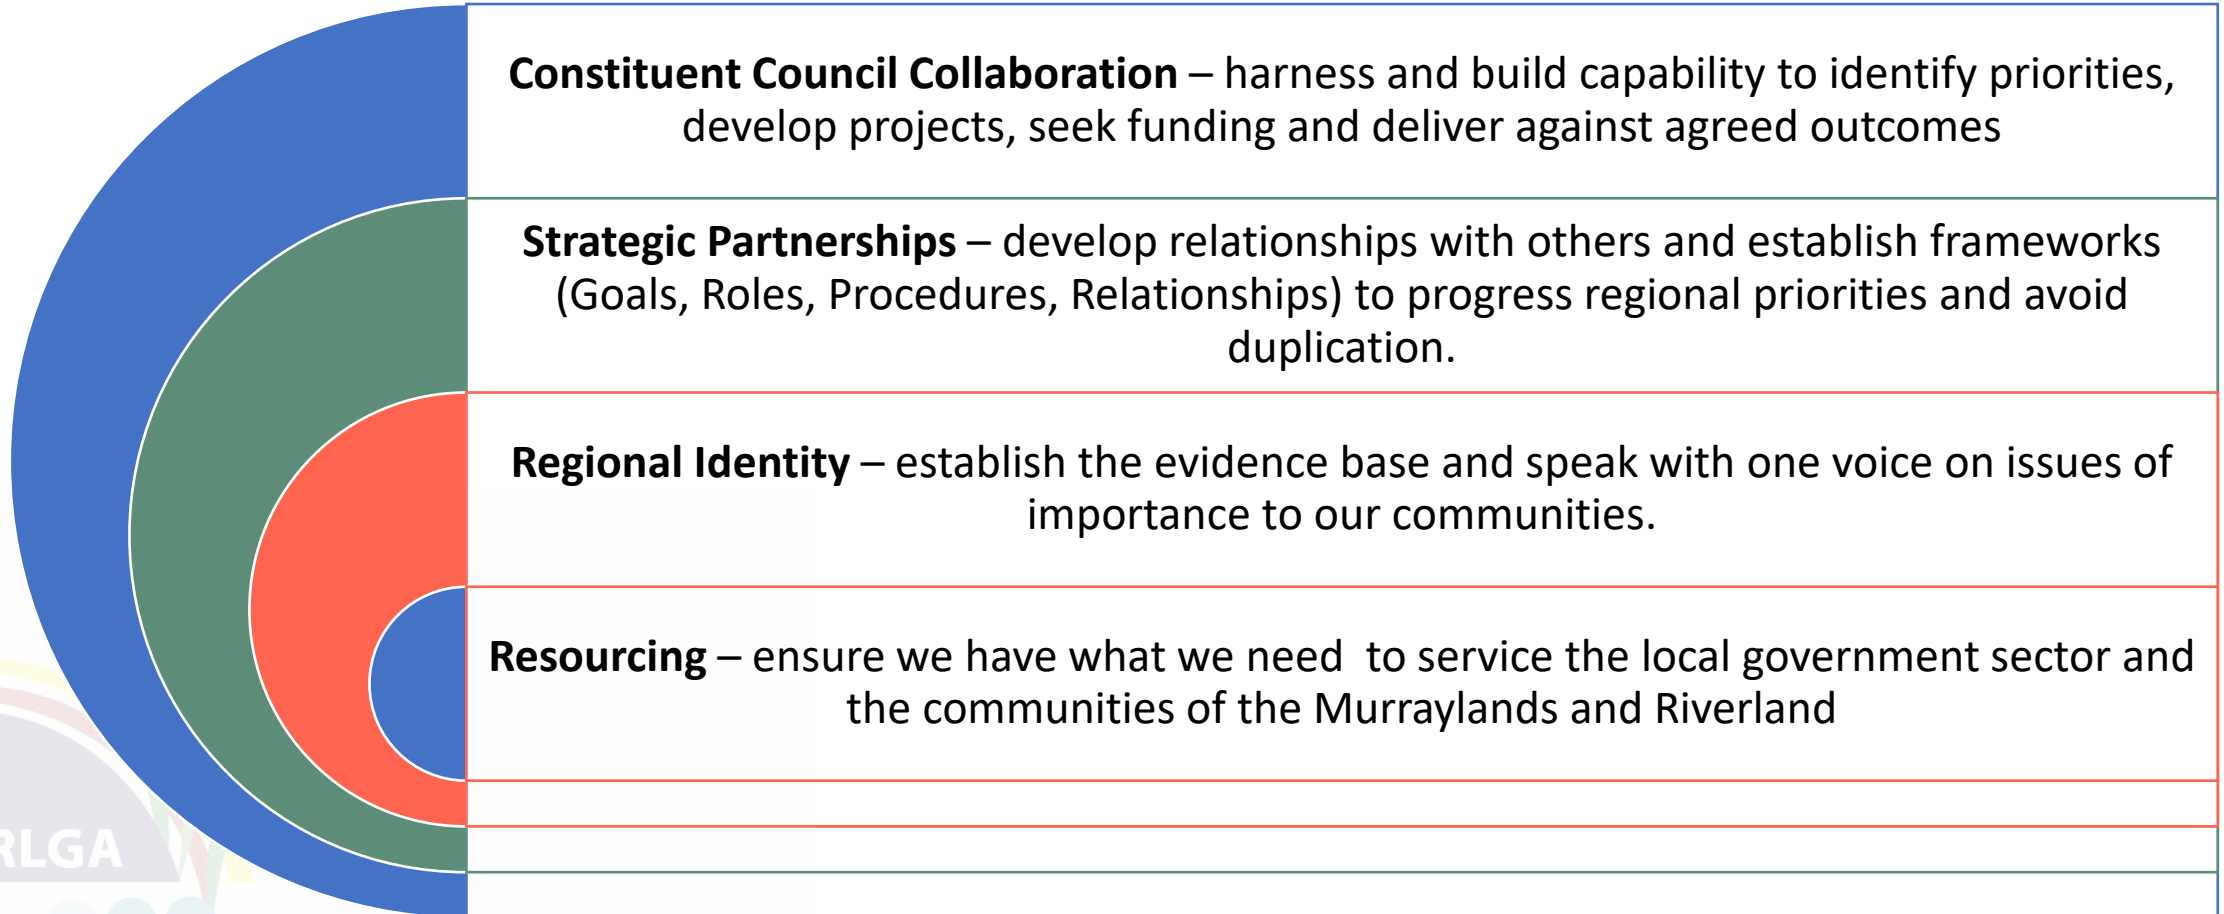 Constituent Council Collaboration – harness and build capability to identify priorities,
develop projects, seek funding and deliver against agreed outcomes
Strategic Partnerships – develop relationships with others and establish frameworks
(Goals, Roles, Procedures, Relationships) to progress regional priorities and avoid
duplication.
Regional Identity – establish the evidence base and speak with one voice on issues of
importance to our communities.
Resourcing – ensure we have what we need  to service the local government sector and
the communities of the Murraylands and Riverland
RLGA